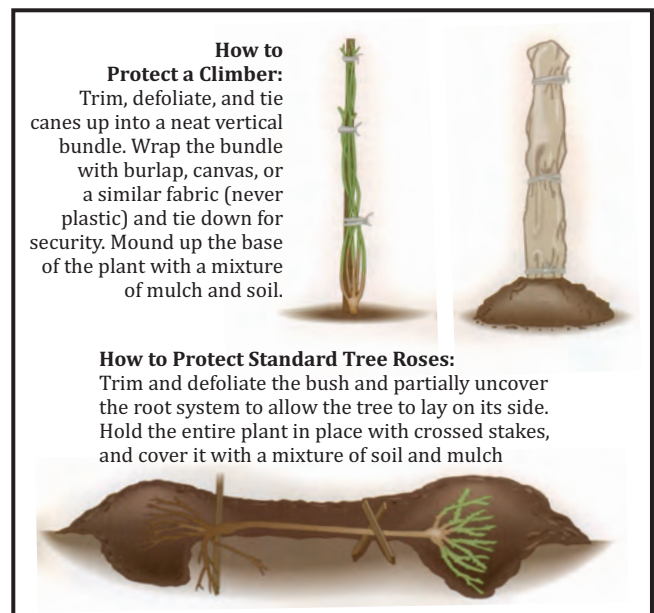 How to
Protect a Climber:
Trim, defoliate, and tie
canes up into a neat vertical
bundle. Wrap the bundle
with burlap, canvas, or
a similar fabric (never
plastic) and tie down for
security. Mound up the base
of the plant with a mixture
of mulch and soil.
How to Protect Standard Tree Roses:
Trim and defoliate the bush and partially uncover
the root system to allow the tree to lay on its side.
Hold the entire plant in place with crossed stakes,
and cover it with a mixture of soil and mulch